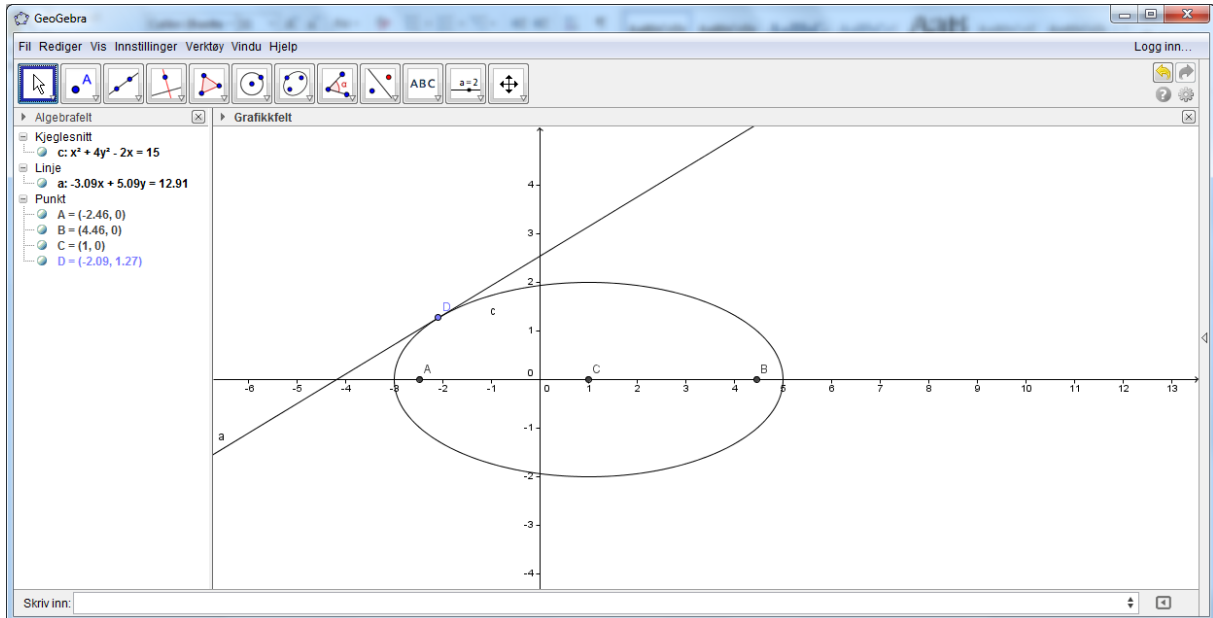 GeoGebra
Fil Rediger Vis Innstillinger Verktøy Vindu Hjelp
Logg inn...
A
α
ABC
a=2
Algebrafelt
Grafikkfelt
Kjeglesnitt
c: x² + 4y² - 2x = 15
Linje
a: -3.09x + 5.09y = 12.91
Punkt
A = (-2.46, 0)
B = (4.46, 0)
C = (1, 0)
D = (-2.09, 1.27)
4
3
2
D
c
1
0
A
C
B
-6 -5 -4 -3 -2 -1 0 1 2 3 4 5 6 7 8 9 10 11 12 13
a
-1
-2
-3
-4
Skriv inn: